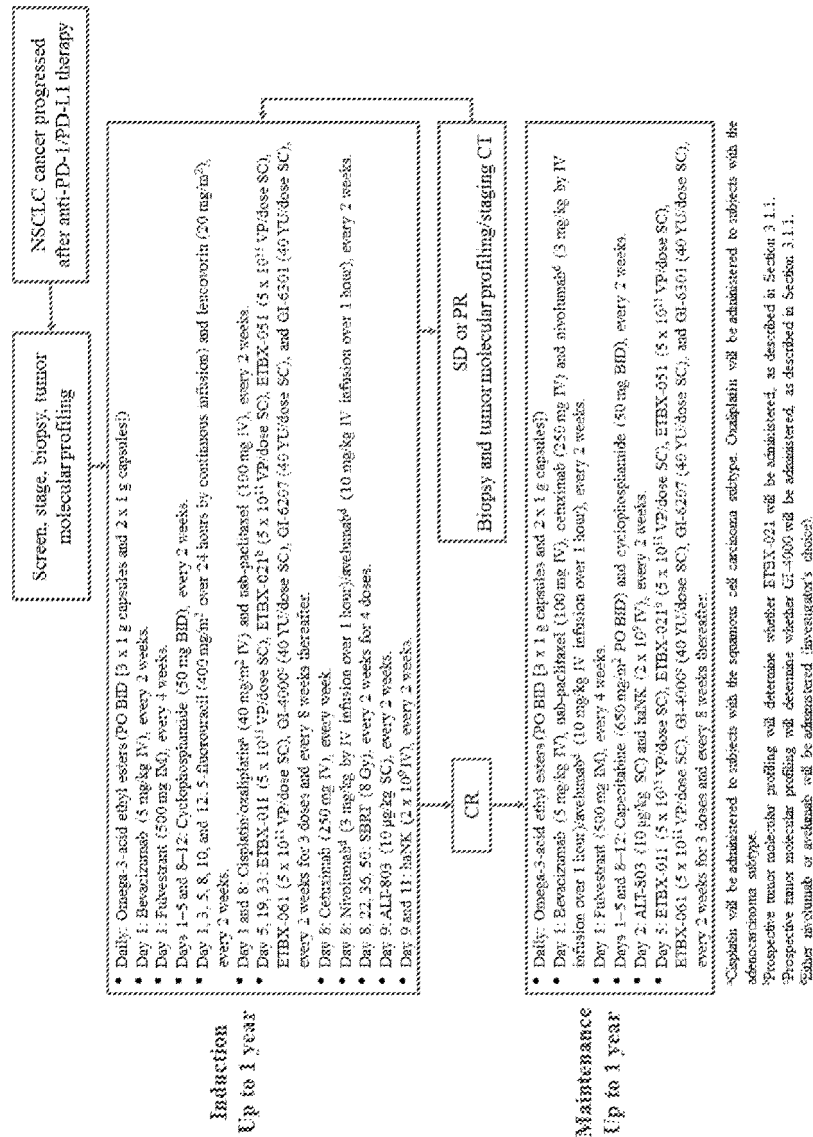 NSCLC cancer progressed
after anti-PD-1/PD-L1 therapy
Screen, stage, biopsy, tumor
molecular profiling
Induction
Up to 1 year
• Daily: Omega-3-acid ethyl esters (PO BID [3 x 1 g capsules and 2 x 1 g capsules])
• Day 1: Bevacizumab (5 mg/kg IV), every 2 weeks.
• Day 1: Fulvestrant (500 mg IM), every 4 weeks.
• Days 1–5 and 8–12: Cyclophosphamide (50 mg BID), every 2 weeks.
• Day 1, 3, 5, 8, 10, and 12: 5-fluorouracil (400 mg/m² over 24 hours by continuous infusion) and leucovorin (20 mg/m²),
every 2 weeks.
• Day 1 and 8: Cisplatin/oxaliplatinᵃ (40 mg/m² IV) and nab-paclitaxel (100 mg IV), every 2 weeks.
• Day 5, 19, 33: ETBX-011 (5 x 10¹¹ VP/dose SC), ETBX-021ᵇ (5 x 10¹¹ VP/dose SC), ETBX-051 (5 x 10¹¹ VP/dose SC),
ETBX-061 (5 x 10¹¹ VP/dose SC), GI-4000ᶜ (40 YU/dose SC), GI-6207 (40 YU/dose SC), and GI-6301 (40 YU/dose SC),
every 2 weeks for 3 doses and every 8 weeks thereafter.
• Day 8: Cetuximab (250 mg IV), every week.
• Day 8: Nivolumabᵈ (3 mg/kg by IV infusion over 1 hour)/avelumabᵈ (10 mg/kg IV infusion over 1 hour), every 2 weeks.
• Day 8, 22, 36, 50: SBRT (8 Gy), every 2 weeks for 4 doses.
• Day 9: ALT-803 (10 µg/kg SC), every 2 weeks.
• Day 9 and 11: haNK (2 x 10⁹ IV), every 2 weeks.
CR
SD or PR
Biopsy and tumor molecular profiling/staging CT
Maintenance
Up to 1 year
• Daily: Omega-3-acid ethyl esters (PO BID [3 x 1 g capsules and 2 x 1 g capsules])
• Day 1: Bevacizumab (5 mg/kg IV), nab-paclitaxel (100 mg IV), cetuximab (250 mg IV) and nivolumabᵈ (3 mg/kg by IV
infusion over 1 hour)/avelumabᵈ (10 mg/kg IV infusion over 1 hour), every 2 weeks.
• Day 1: Fulvestrant (500 mg IM), every 4 weeks.
• Days 1–5 and 8–12: Capecitabine (650 mg/m² PO BID) and cyclophosphamide (50 mg BID), every 2 weeks.
• Day 2: ALT-803 (10 µg/kg SC) and haNK (2 x 10⁹ IV), every 2 weeks.
• Day 5: ETBX-011 (5 x 10¹¹ VP/dose SC), ETBX-021ᵇ (5 x 10¹¹ VP/dose SC), ETBX-051 (5 x 10¹¹ VP/dose SC),
ETBX-061 (5 x 10¹¹ VP/dose SC), GI-4000ᶜ (40 YU/dose SC), GI-6207 (40 YU/dose SC), and GI-6301 (40 YU/dose SC),
every 2 weeks for 3 doses and every 8 weeks thereafter.
ᵃCisplatin will be administered to subjects with the squamous cell carcinoma subtype. Oxaliplatin will be administered to subjects with the
adenocarcinoma subtype.
ᵇProspective tumor molecular profiling will determine whether ETBX-021 will be administered, as described in Section 3.1.1.
ᶜProspective tumor molecular profiling will determine whether GI-4000 will be administered, as described in Section 3.1.1.
ᵈEither nivolumab or avelumab will be administered (investigator's choice).